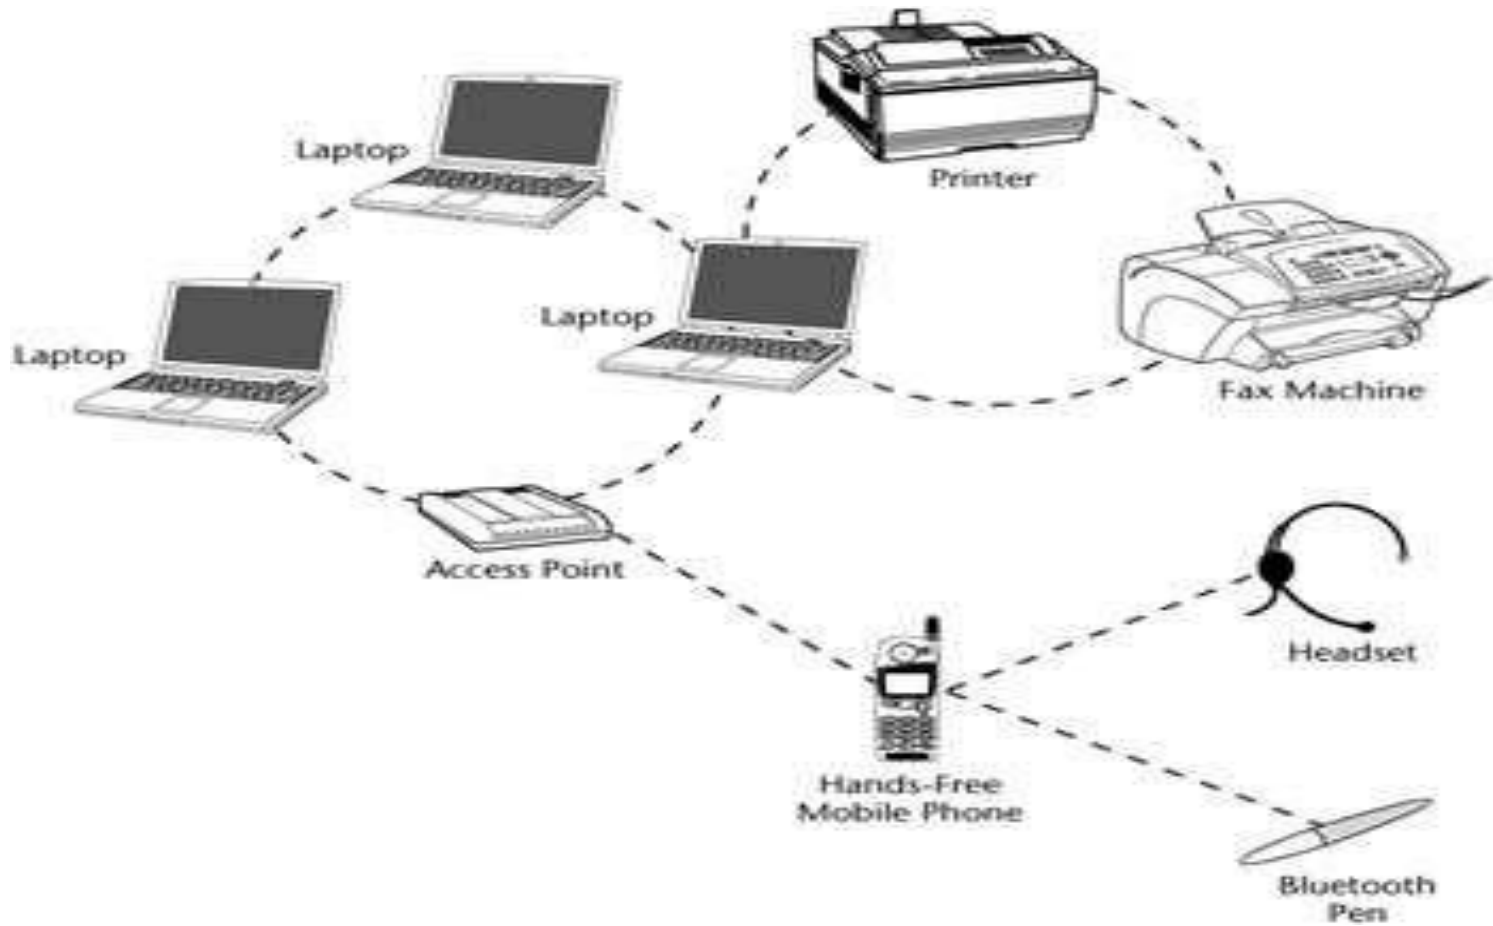 Laptop
Printer
Laptop
Laptop
Fax Machine
Access Point
Headset
Hands-Free
Mobile Phone
Bluetooth
Pen